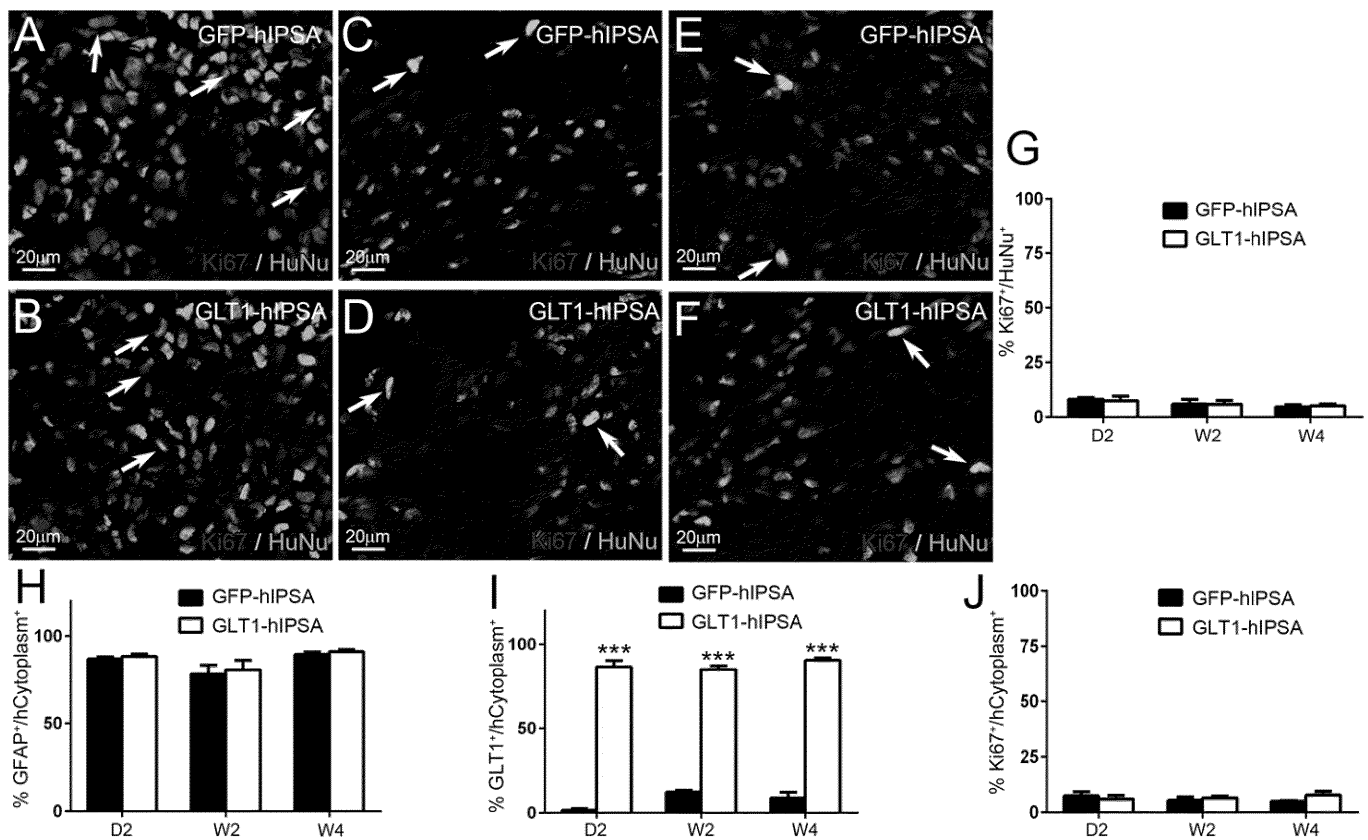 A
GFP-hIPSA
20µm
Ki67 / HuNu
C
GFP-hIPSA
20µm
Ki67 / HuNu
E
GFP-hIPSA
20µm
Ki67 / HuNu
B
GLT1-hIPSA
20µm
Ki67 / HuNu
D
GLT1-hIPSA
20µm
Ki67 / HuNu
F
GLT1-hIPSA
20µm
Ki67 / HuNu
G
GFP-hIPSA
GLT1-hIPSA
% Ki67⁺/HuNu⁺
100
75
50
25
0
D2 W2 W4
H
GFP-hIPSA
GLT1-hIPSA
% GFAP⁺/hCytoplasm⁺
100
50
0
D2 W2 W4
I
GFP-hIPSA
GLT1-hIPSA
% GLT1⁺/hCytoplasm⁺
100
50
0
*** *** ***
D2 W2 W4
J
GFP-hIPSA
GLT1-hIPSA
% Ki67⁺/hCytoplasm⁺
100
75
50
25
0
D2 W2 W4